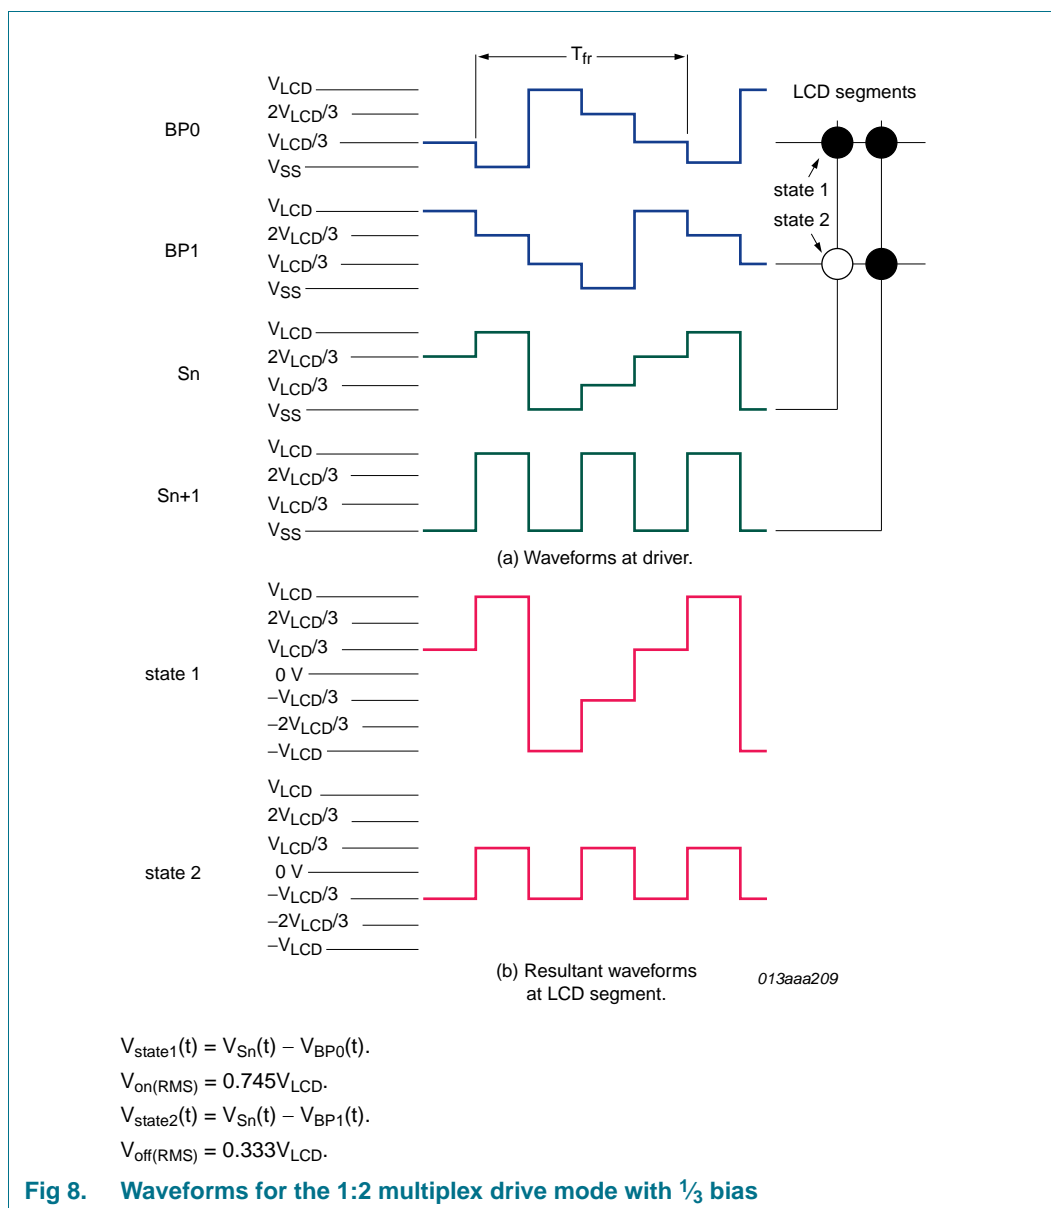 Tfr
BP0
VLCD
2VLCD/3
VLCD/3
VSS
LCD segments
state 1
state 2
BP1
VLCD
2VLCD/3
VLCD/3
VSS
Sn
VLCD
2VLCD/3
VLCD/3
VSS
Sn+1
VLCD
2VLCD/3
VLCD/3
VSS
(a) Waveforms at driver.
state 1
VLCD
2VLCD/3
VLCD/3
0 V
−VLCD/3
−2VLCD/3
−VLCD
state 2
VLCD
2VLCD/3
VLCD/3
0 V
−VLCD/3
−2VLCD/3
−VLCD
(b) Resultant waveforms
at LCD segment.
013aaa209
Vstate1(t) = VSn(t) − VBP0(t).
Von(RMS) = 0.745VLCD.
Vstate2(t) = VSn(t) − VBP1(t).
Voff(RMS) = 0.333VLCD.
Fig 8. Waveforms for the 1:2 multiplex drive mode with 1⁄3 bias